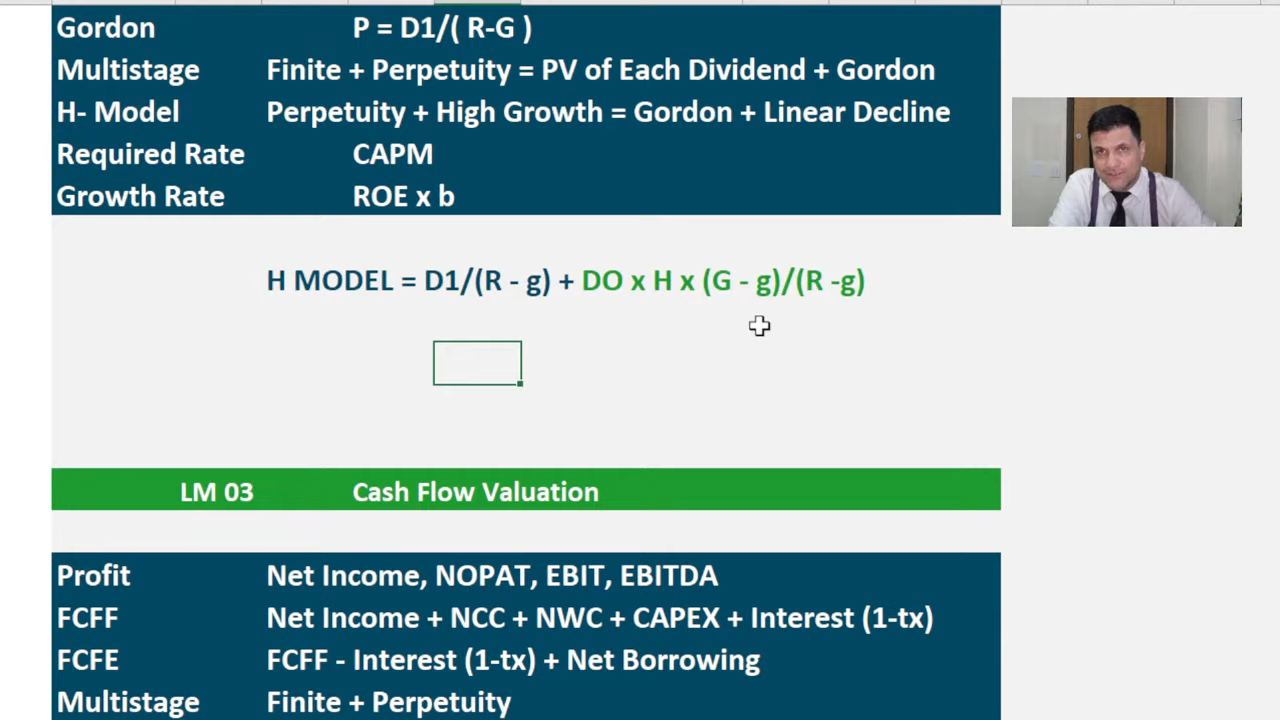 Gordon P = D1/( R-G )
Multistage Finite + Perpetuity = PV of Each Dividend + Gordon
H- Model Perpetuity + High Growth = Gordon + Linear Decline
Required Rate CAPM
Growth Rate ROE x b
H MODEL = D1/(R - g) + DO x H x (G - g)/(R -g)
LM 03 Cash Flow Valuation
Profit Net Income, NOPAT, EBIT, EBITDA
FCFF Net Income + NCC + NWC + CAPEX + Interest (1-tx)
FCFE FCFF - Interest (1-tx) + Net Borrowing
Multistage Finite + Perpetuity